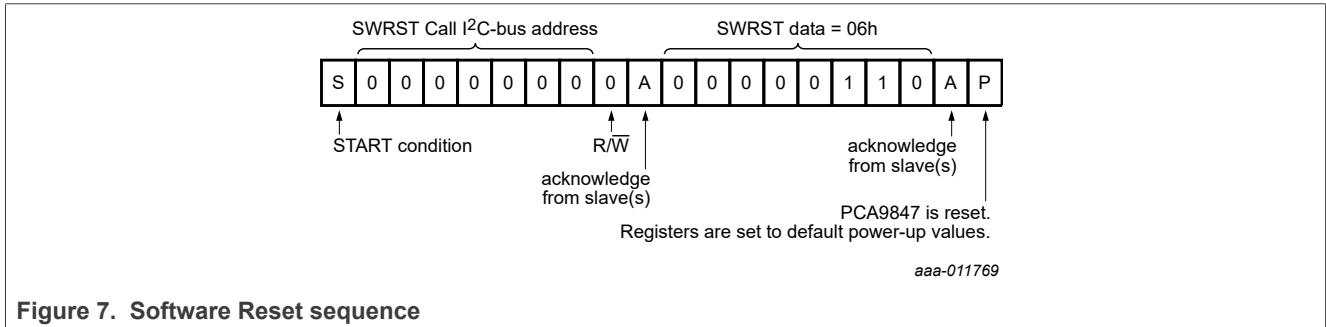 SWRST Call I2C-bus address SWRST data = 06h
S 0 0 0 0 0 0 0 0 A 0 0 0 0 0 1 1 0 A P
START condition R/W̅ acknowledge
acknowledge from slave(s)
from slave(s)
PCA9847 is reset.
Registers are set to default power-up values.
aaa-011769
Figure 7. Software Reset sequence